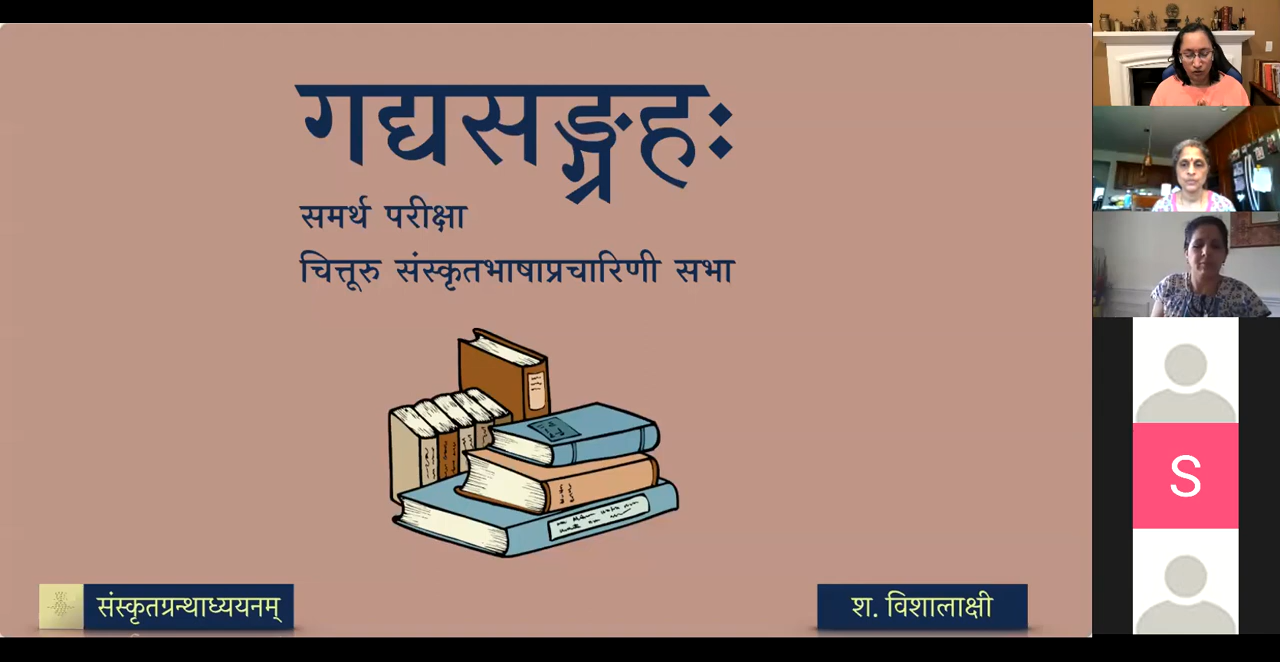 गद्यसङ्ग्रहः
समर्थ परीक्षा
चित्तूरु संस्कृतभाषाप्रचारिणी सभा
संस्कृतग्रन्थाध्ययनम्
श. विशालाक्षी
S